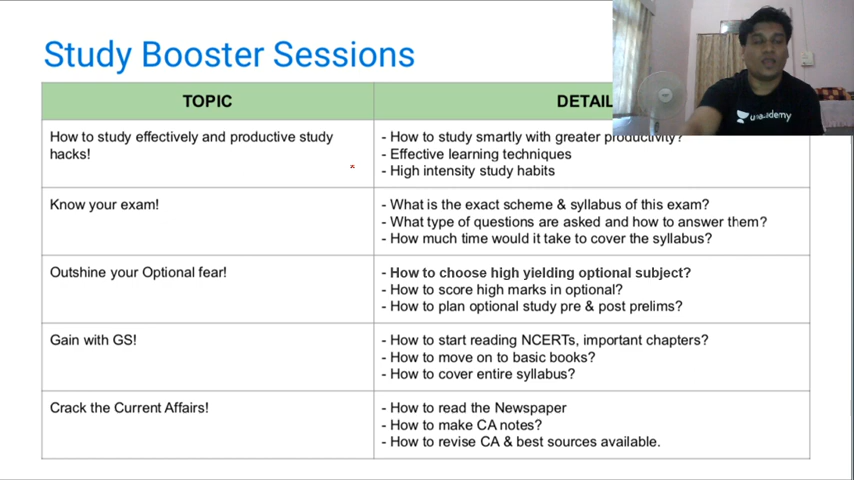 Study Booster Sessions
TOPIC
DETAIL
How to study effectively and productive study
hacks!
- How to study smartly with greater productivity?
- Effective learning techniques
- High intensity study habits
Know your exam!
- What is the exact scheme & syllabus of this exam?
- What type of questions are asked and how to answer them?
- How much time would it take to cover the syllabus?
Outshine your Optional fear!
- How to choose high yielding optional subject?
- How to score high marks in optional?
- How to plan optional study pre & post prelims?
Gain with GS!
- How to start reading NCERTs, important chapters?
- How to move on to basic books?
- How to cover entire syllabus?
Crack the Current Affairs!
- How to read the Newspaper
- How to make CA notes?
- How to revise CA & best sources available.
unacademy